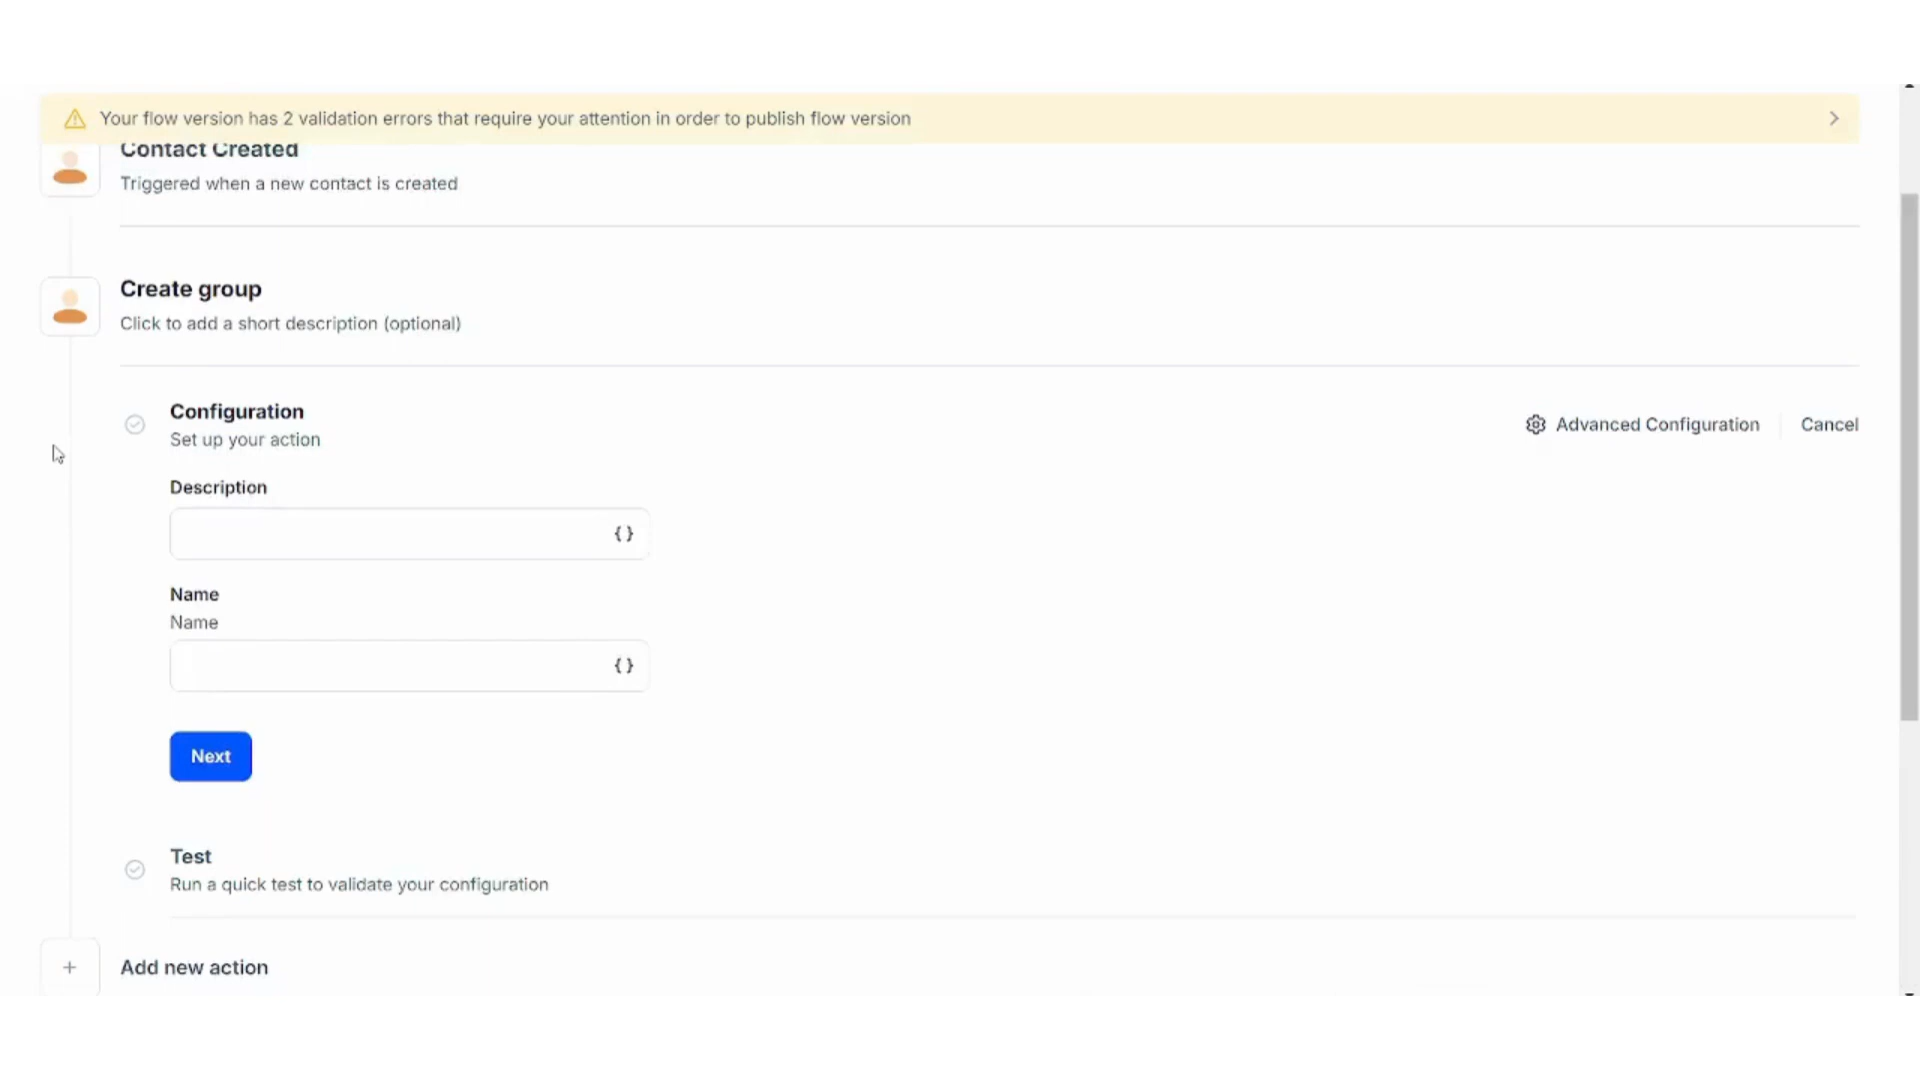 Your flow version has 2 validation errors that require your attention in order to publish flow version
Contact Created
Triggered when a new contact is created
Create group
Click to add a short description (optional)
Configuration
Set up your action
Advanced Configuration
Cancel
Description
{}
Name
Name
{}
Next
Test
Run a quick test to validate your configuration
+
Add new action